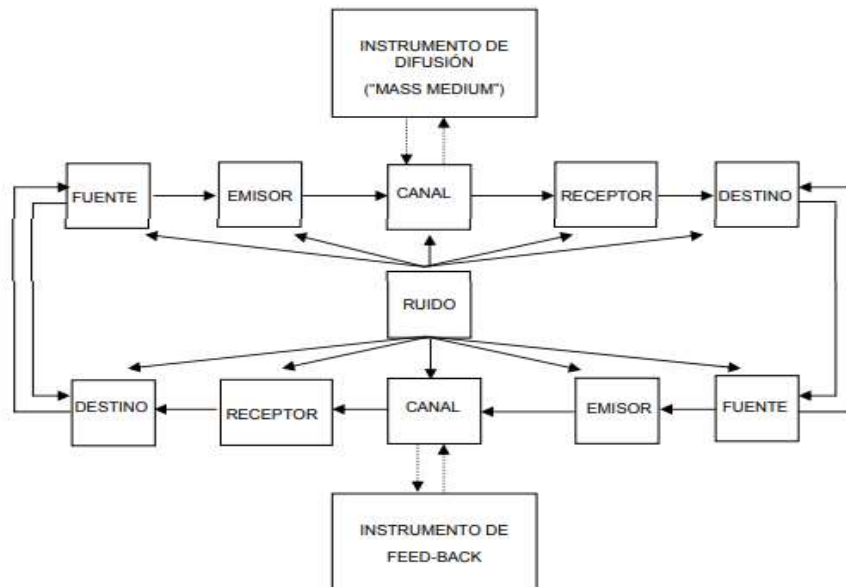 INSTRUMENTO DE
DIFUSIÓN
("MASS MEDIUM")
FUENTE
EMISOR
CANAL
RECEPTOR
DESTINO
RUIDO
DESTINO
RECEPTOR
CANAL
EMISOR
FUENTE
INSTRUMENTO DE
FEED-BACK